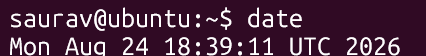 saurav@ubuntu:~$ date
Mon Aug 24 18:39:11 UTC 2026